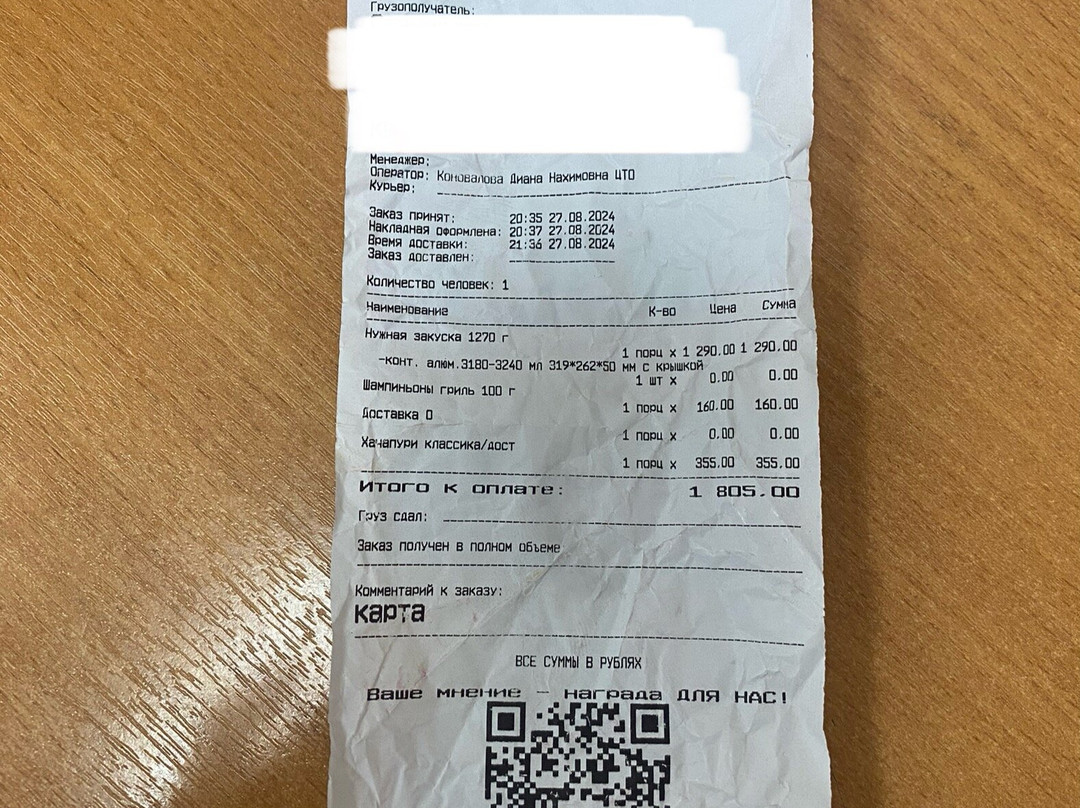 Грузополучатель:
Менеджер:
Оператор: Коновалова Диана Нахимовна ЦТО
Курьер:
Заказ принят: 20:35 27.08.2024
Накладная оформлена: 20:37 27.08.2024
Время доставки: 21:36 27.08.2024
Заказ доставлен:
Количество человек: 1
Наименование К-во Цена Сумма
Нужная закуска 1270 г
1 порц х 1 290.00 1 290.00
-конт. алюм.3180-3240 мл 319*262*50 мм с крышкой
1 шт х 0.00 0.00
Шампиньоны гриль 100 г
1 порц х 160.00 160.00
Доставка 0
1 порц х 0.00 0.00
Хачапури классика/дост
1 порц х 355.00 355.00
Итого к оплате: 1 805.00
Груз сдал:
Заказ получен в полном объеме
Комментарий к заказу:
карта
ВСЕ СУММЫ В РУБЛЯХ
Ваше мнение - награда ДЛЯ НАС!